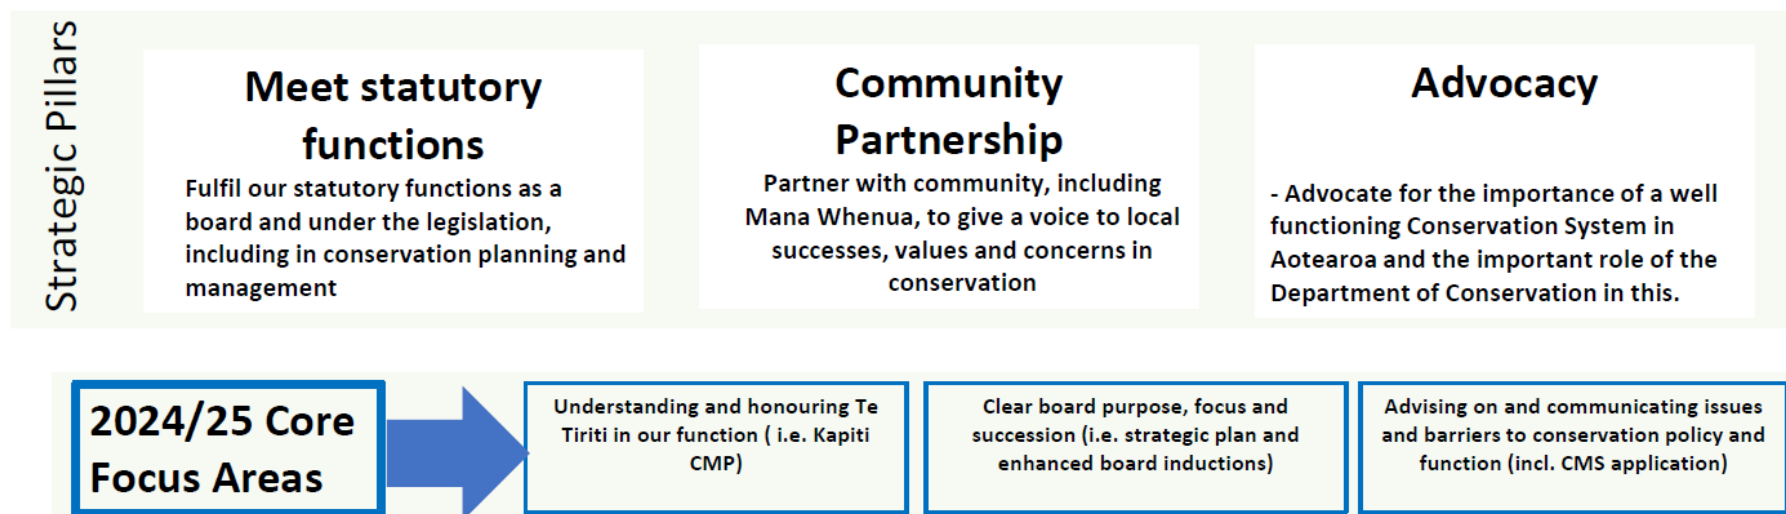 Strategic Pillars
Meet statutory
functions
Fulfil our statutory functions as a
board and under the legislation,
including in conservation planning and
management
Community
Partnership
Partner with community, including
Mana Whenua, to give a voice to local
successes, values and concerns in
conservation
Advocacy
- Advocate for the importance of a well
functioning Conservation System in
Aotearoa and the important role of the
Department of Conservation in this.
2024/25 Core
Focus Areas
Understanding and honouring Te
Tiriti in our function ( i.e. Kapiti
CMP)
Clear board purpose, focus and
succession (i.e. strategic plan and
enhanced board inductions)
Advising on and communicating issues
and barriers to conservation policy and
function (incl. CMS application)